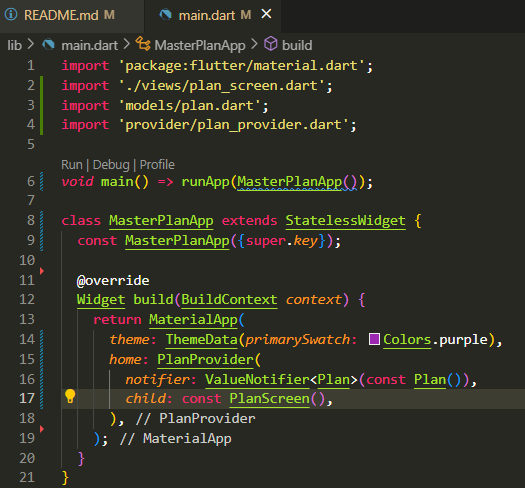 README.md M main.dart M
lib > main.dart > MasterPlanApp > build
1 import 'package:flutter/material.dart';
2 import './views/plan_screen.dart';
3 import 'models/plan.dart';
4 import 'provider/plan_provider.dart';
5
Run | Debug | Profile
6 void main() => runApp(MasterPlanApp());
7
8 class MasterPlanApp extends StatelessWidget {
9   const MasterPlanApp({super.key});
10
11   @override
12   Widget build(BuildContext context) {
13     return MaterialApp(
14       theme: ThemeData(primarySwatch: Colors.purple),
15       home: PlanProvider(
16         notifier: ValueNotifier<Plan>(const Plan()),
17         child: const PlanScreen(),
18       ), // PlanProvider
19     ); // MaterialApp
20   }
21 }